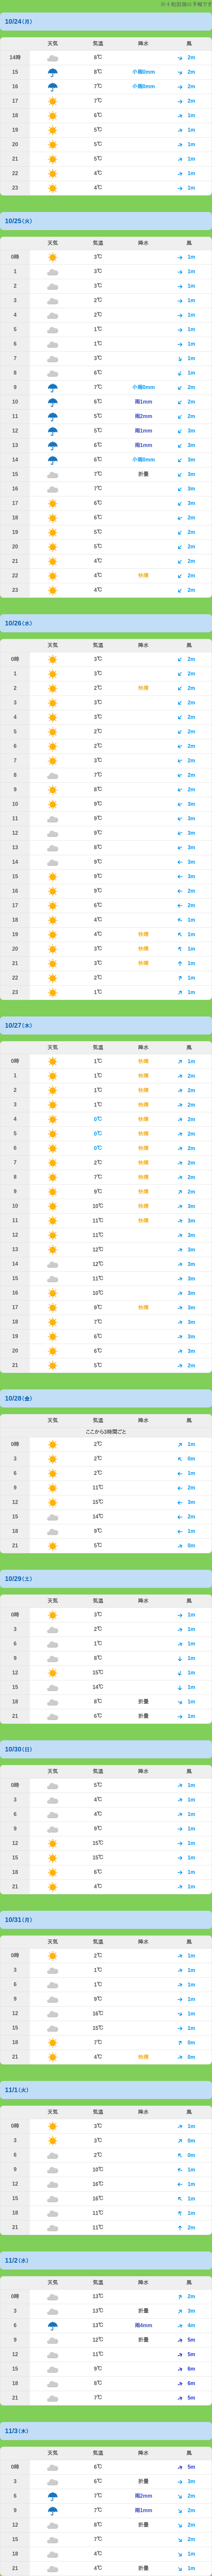 10/24(月)
天気 気温 降水 風
14時 8℃ 2m
15 8℃ 小雨0mm 2m
16 7℃ 小雨0mm 2m
17 7℃ 2m
18 6℃ 1m
19 5℃ 1m
20 5℃ 1m
21 5℃ 1m
22 4℃ 1m
23 4℃ 1m
10/25(火)
天気 気温 降水 風
0時 3℃ 1m
1 3℃ 1m
2 3℃ 1m
3 2℃ 1m
4 2℃ 1m
5 1℃ 1m
6 1℃ 1m
7 3℃ 1m
8 6℃ 1m
9 7℃ 小雨0mm 2m
10 6℃ 雨1mm 2m
11 5℃ 雨2mm 2m
12 5℃ 雨1mm 3m
13 6℃ 雨1mm 3m
14 6℃ 小雨0mm 3m
15 7℃ 折畳 3m
16 7℃ 3m
17 6℃ 3m
18 6℃ 2m
19 5℃ 2m
20 5℃ 2m
21 4℃ 2m
22 4℃ 快晴 2m
23 4℃ 2m
10/26(水)
天気 気温 降水 風
0時 3℃ 2m
1 3℃ 2m
2 2℃ 快晴 2m
3 3℃ 2m
4 3℃ 2m
5 2℃ 2m
6 2℃ 2m
7 3℃ 2m
8 7℃ 2m
9 8℃ 2m
10 9℃ 3m
11 9℃ 3m
12 9℃ 3m
13 8℃ 3m
14 9℃ 3m
15 9℃ 3m
16 9℃ 2m
17 6℃ 2m
18 4℃ 1m
19 4℃ 快晴 1m
20 3℃ 快晴 1m
21 3℃ 快晴 1m
22 2℃ 1m
23 1℃ 1m
10/27(木)
天気 気温 降水 風
0時 1℃ 快晴 1m
1 1℃ 快晴 2m
2 1℃ 快晴 2m
3 1℃ 快晴 2m
4 0℃ 快晴 2m
5 0℃ 快晴 2m
6 0℃ 快晴 2m
7 2℃ 快晴 2m
8 7℃ 快晴 2m
9 9℃ 快晴 2m
10 10℃ 快晴 3m
11 11℃ 快晴 3m
12 11℃ 3m
13 12℃ 3m
14 12℃ 3m
15 11℃ 3m
16 10℃ 3m
17 9℃ 快晴 3m
18 7℃ 3m
19 6℃ 3m
20 6℃ 3m
21 5℃ 2m
10/28(金)
天気 気温 降水 風
ここから3時間ごと
0時 2℃ 1m
3 2℃ 0m
6 2℃ 1m
9 11℃ 2m
12 15℃ 3m
15 14℃ 2m
18 9℃ 1m
21 5℃ 0m
10/29(土)
天気 気温 降水 風
0時 3℃ 1m
3 2℃ 1m
6 1℃ 1m
9 8℃ 1m
12 15℃ 1m
15 14℃ 1m
18 8℃ 折畳 1m
21 6℃ 折畳 1m
10/30(日)
天気 気温 降水 風
0時 5℃ 1m
3 4℃ 1m
6 4℃ 1m
9 9℃ 1m
12 15℃ 1m
15 15℃ 1m
18 6℃ 1m
21 4℃ 1m
10/31(月)
天気 気温 降水 風
0時 2℃ 1m
3 1℃ 1m
6 1℃ 1m
9 9℃ 1m
12 16℃ 1m
15 15℃ 1m
18 7℃ 0m
21 4℃ 快晴 0m
11/1(火)
天気 気温 降水 風
0時 3℃ 1m
3 3℃ 0m
6 2℃ 0m
9 10℃ 1m
12 16℃ 1m
15 16℃ 1m
18 11℃ 1m
21 11℃ 2m
11/2(水)
天気 気温 降水 風
0時 13℃ 2m
3 13℃ 折畳 3m
6 13℃ 雨4mm 4m
9 12℃ 折畳 5m
12 11℃ 5m
15 9℃ 6m
18 8℃ 6m
21 7℃ 5m
11/3(木)
天気 気温 降水 風
0時 6℃ 5m
3 6℃ 折畳 3m
6 7℃ 雨2mm 2m
9 7℃ 雨1mm 2m
12 8℃ 折畳 2m
15 7℃ 2m
18 4℃ 1m
21 4℃ 折畳 1m